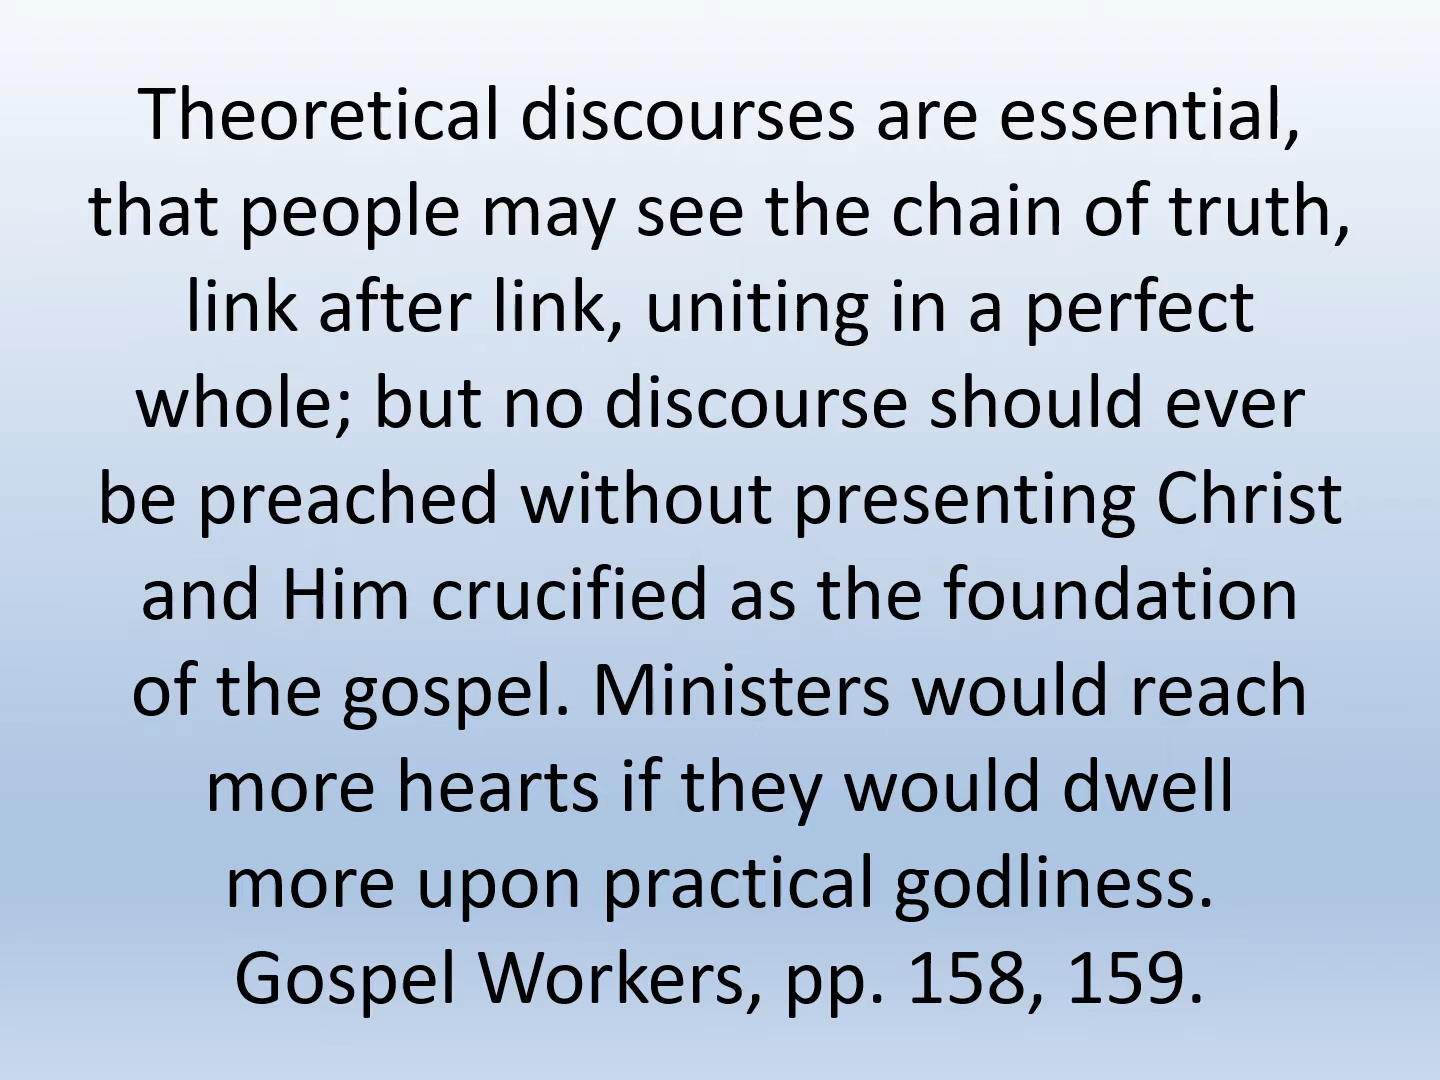 Theoretical discourses are essential,
that people may see the chain of truth,
link after link, uniting in a perfect
whole; but no discourse should ever
be preached without presenting Christ
and Him crucified as the foundation
of the gospel. Ministers would reach
more hearts if they would dwell
more upon practical godliness.
Gospel Workers, pp. 158, 159.